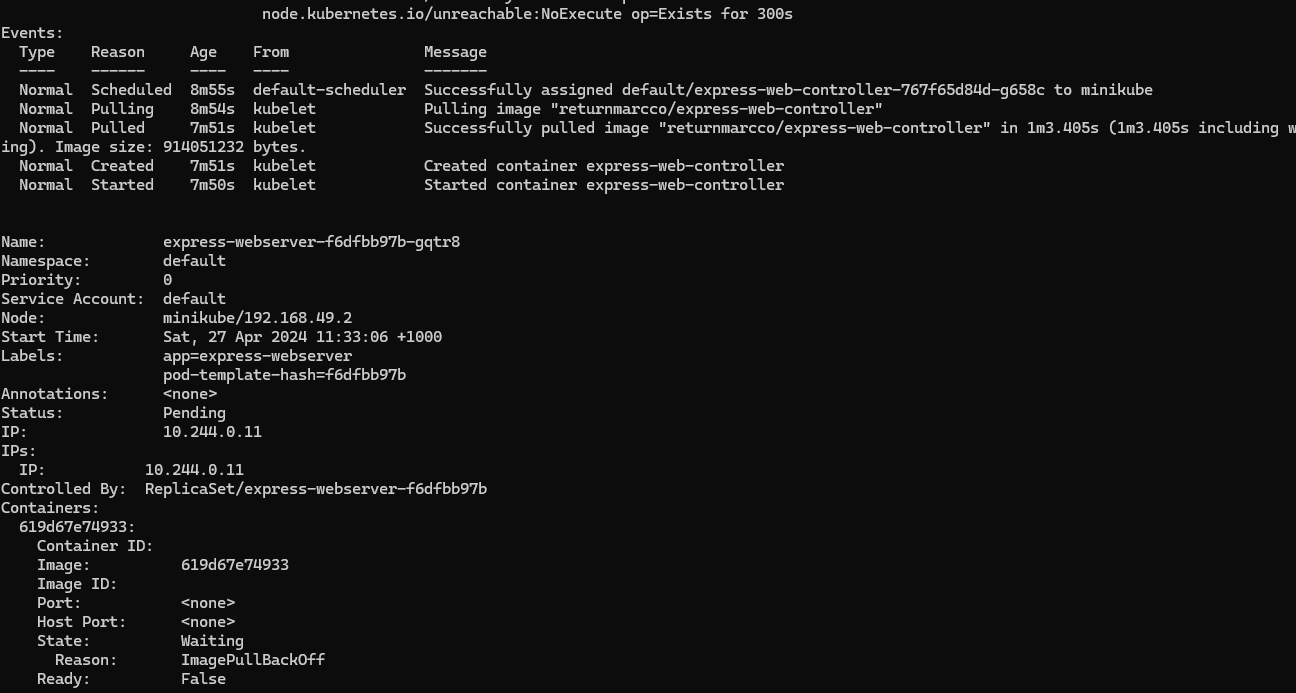 node.kubernetes.io/unreachable:NoExecute op=Exists for 300s
Events:
  Type    Reason     Age    From               Message
  ----    ------     ----   ----               -------
  Normal  Scheduled  8m55s  default-scheduler  Successfully assigned default/express-web-controller-767f65d84d-g658c to minikube
  Normal  Pulling    8m54s  kubelet            Pulling image "returnmarcco/express-web-controller"
  Normal  Pulled     7m51s  kubelet            Successfully pulled image "returnmarcco/express-web-controller" in 1m3.405s (1m3.405s including w
ing). Image size: 914051232 bytes.
  Normal  Created    7m51s  kubelet            Created container express-web-controller
  Normal  Started    7m50s  kubelet            Started container express-web-controller
Name:             express-webserver-f6dfbb97b-gqtr8
Namespace:        default
Priority:         0
Service Account:  default
Node:             minikube/192.168.49.2
Start Time:       Sat, 27 Apr 2024 11:33:06 +1000
Labels:           app=express-webserver
                  pod-template-hash=f6dfbb97b
Annotations:      <none>
Status:           Pending
IP:               10.244.0.11
IPs:
  IP:           10.244.0.11
Controlled By:  ReplicaSet/express-webserver-f6dfbb97b
Containers:
  619d67e74933:
    Container ID:
    Image:          619d67e74933
    Image ID:
    Port:           <none>
    Host Port:      <none>
    State:          Waiting
      Reason:       ImagePullBackOff
    Ready:          False